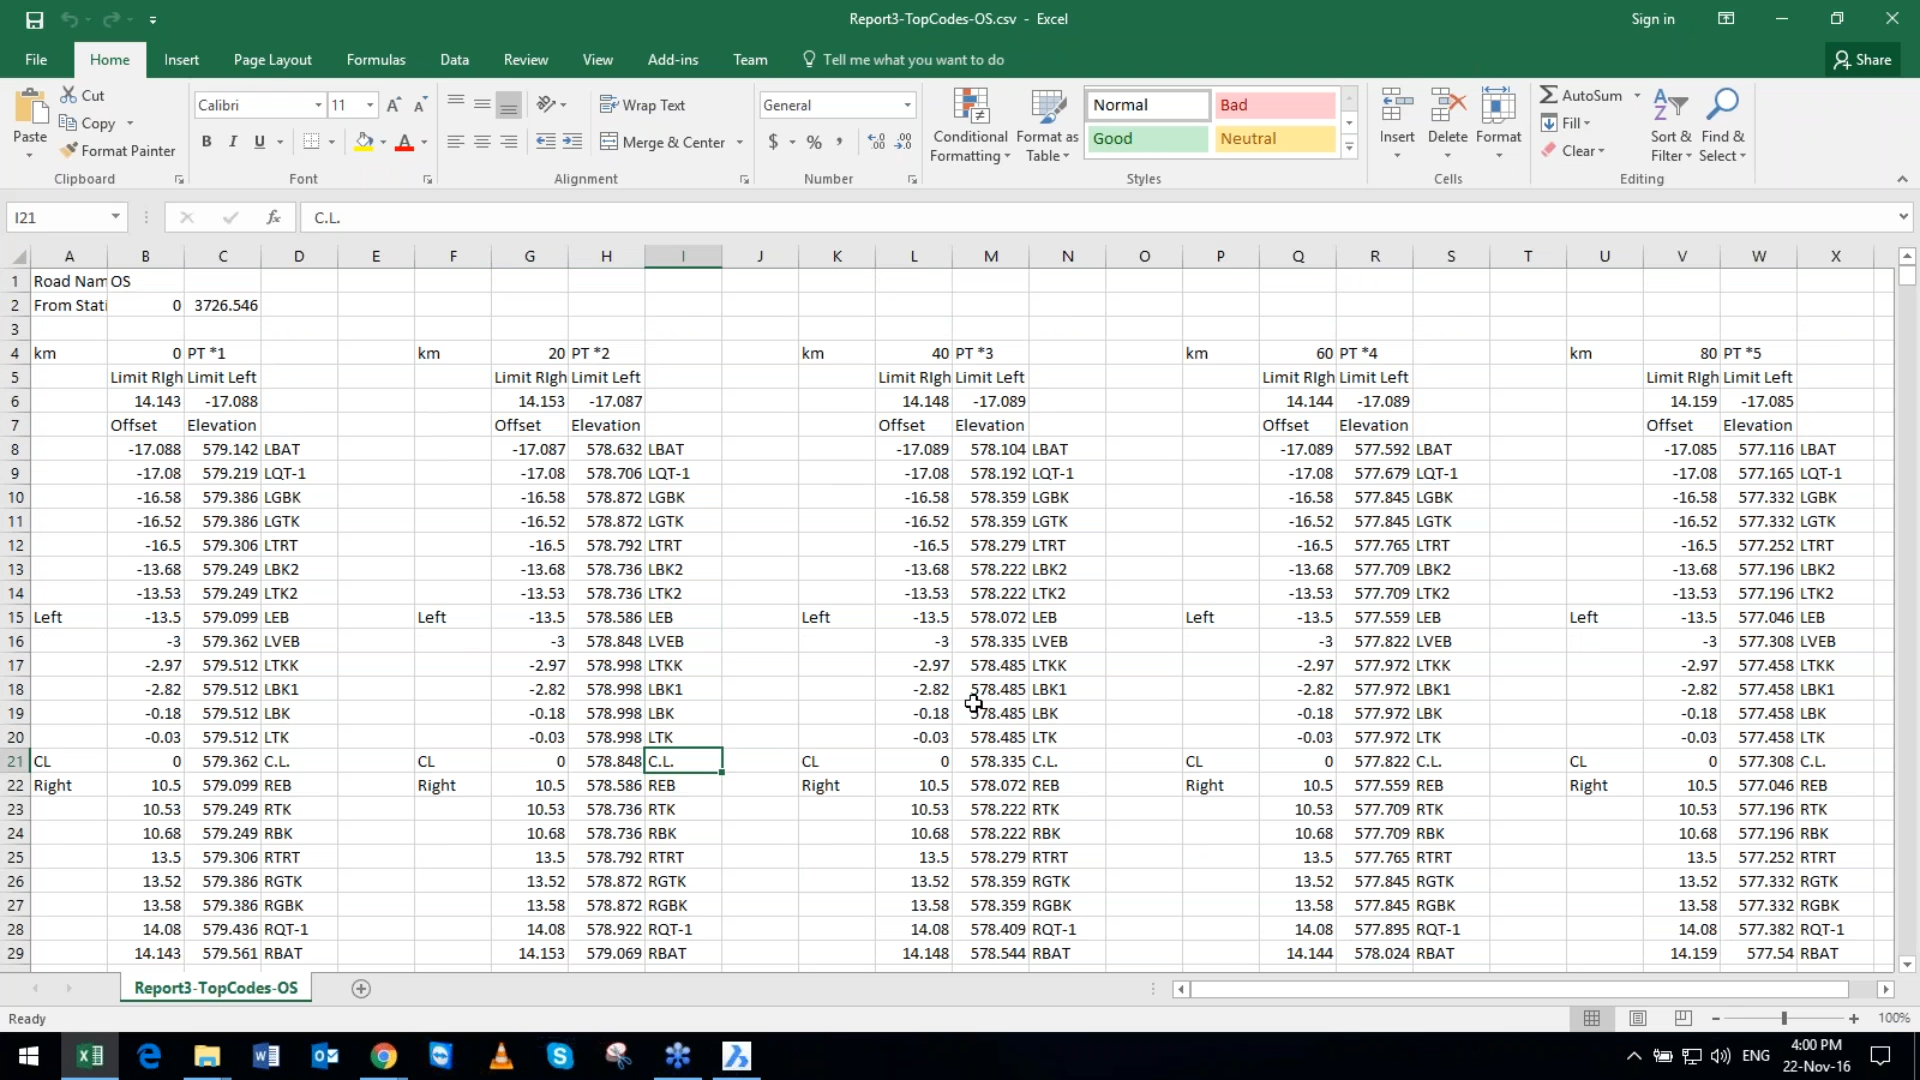 Report3-TopCodes-OS.csv - Excel
Sign in
File Home Insert Page Layout Formulas Data Review View Add-ins Team Tell me what you want to do Share
Paste Cut Copy Format Painter Clipboard
Calibri 11 A A B I U A Font
Wrap Text Merge & Center Alignment
General $ % , Number
Conditional Formatting Format as Table Normal Bad Good Neutral Styles
Insert Delete Format Cells
AutoSum Fill Clear Sort & Filter Find & Select Editing
I21 fx C.L.
A B C D E F G H I J K L M N O P Q R S T U V W X
1 Road Nam OS
2 From Stati 0 3726.546
3
4 km 0 PT *1 km 20 PT *2 km 40 PT *3 km 60 PT *4 km 80 PT *5
5 Limit RIgh Limit Left Limit RIgh Limit Left Limit RIgh Limit Left Limit RIgh Limit Left Limit RIgh Limit Left
6 14.143 -17.088 14.153 -17.087 14.148 -17.089 14.144 -17.089 14.159 -17.085
7 Offset Elevation Offset Elevation Offset Elevation Offset Elevation Offset Elevation
8 -17.088 579.142 LBAT -17.087 578.632 LBAT -17.089 578.104 LBAT -17.089 577.592 LBAT -17.085 577.116 LBAT
9 -17.08 579.219 LQT-1 -17.08 578.706 LQT-1 -17.08 578.192 LQT-1 -17.08 577.679 LQT-1 -17.08 577.165 LQT-1
10 -16.58 579.386 LGBK -16.58 578.872 LGBK -16.58 578.359 LGBK -16.58 577.845 LGBK -16.58 577.332 LGBK
11 -16.52 579.386 LGTK -16.52 578.872 LGTK -16.52 578.359 LGTK -16.52 577.845 LGTK -16.52 577.332 LGTK
12 -16.5 579.306 LTRT -16.5 578.792 LTRT -16.5 578.279 LTRT -16.5 577.765 LTRT -16.5 577.252 LTRT
13 -13.68 579.249 LBK2 -13.68 578.736 LBK2 -13.68 578.222 LBK2 -13.68 577.709 LBK2 -13.68 577.196 LBK2
14 -13.53 579.249 LTK2 -13.53 578.736 LTK2 -13.53 578.222 LTK2 -13.53 577.709 LTK2 -13.53 577.196 LTK2
15 Left -13.5 579.099 LEB Left -13.5 578.586 LEB Left -13.5 578.072 LEB Left -13.5 577.559 LEB Left -13.5 577.046 LEB
16 -3 579.362 LVEB -3 578.848 LVEB -3 578.335 LVEB -3 577.822 LVEB -3 577.308 LVEB
17 -2.97 579.512 LTKK -2.97 578.998 LTKK -2.97 578.485 LTKK -2.97 577.972 LTKK -2.97 577.458 LTKK
18 -2.82 579.512 LBK1 -2.82 578.998 LBK1 -2.82 578.485 LBK1 -2.82 577.972 LBK1 -2.82 577.458 LBK1
19 -0.18 579.512 LBK -0.18 578.998 LBK -0.18 578.485 LBK -0.18 577.972 LBK -0.18 577.458 LBK
20 -0.03 579.512 LTK -0.03 578.998 LTK -0.03 578.485 LTK -0.03 577.972 LTK -0.03 577.458 LTK
21 CL 0 579.362 C.L. CL 0 578.848 C.L. CL 0 578.335 C.L. CL 0 577.822 C.L. CL 0 577.308 C.L.
22 Right 10.5 579.099 REB Right 10.5 578.586 REB Right 10.5 578.072 REB Right 10.5 577.559 REB Right 10.5 577.046 REB
23 10.53 579.249 RTK 10.53 578.736 RTK 10.53 578.222 RTK 10.53 577.709 RTK 10.53 577.196 RTK
24 10.68 579.249 RBK 10.68 578.736 RBK 10.68 578.222 RBK 10.68 577.709 RBK 10.68 577.196 RBK
25 13.5 579.306 RTRT 13.5 578.792 RTRT 13.5 578.279 RTRT 13.5 577.765 RTRT 13.5 577.252 RTRT
26 13.52 579.386 RGTK 13.52 578.872 RGTK 13.52 578.359 RGTK 13.52 577.845 RGTK 13.52 577.332 RGTK
27 13.58 579.386 RGBK 13.58 578.872 RGBK 13.58 578.359 RGBK 13.58 577.845 RGBK 13.58 577.332 RGBK
28 14.08 579.436 RQT-1 14.08 578.922 RQT-1 14.08 578.409 RQT-1 14.08 577.895 RQT-1 14.08 577.382 RQT-1
29 14.143 579.561 RBAT 14.153 579.069 RBAT 14.148 578.544 RBAT 14.144 578.024 RBAT 14.159 577.54 RBAT
Report3-TopCodes-OS
Ready 100%
ENG 4:00 PM
22-Nov-16